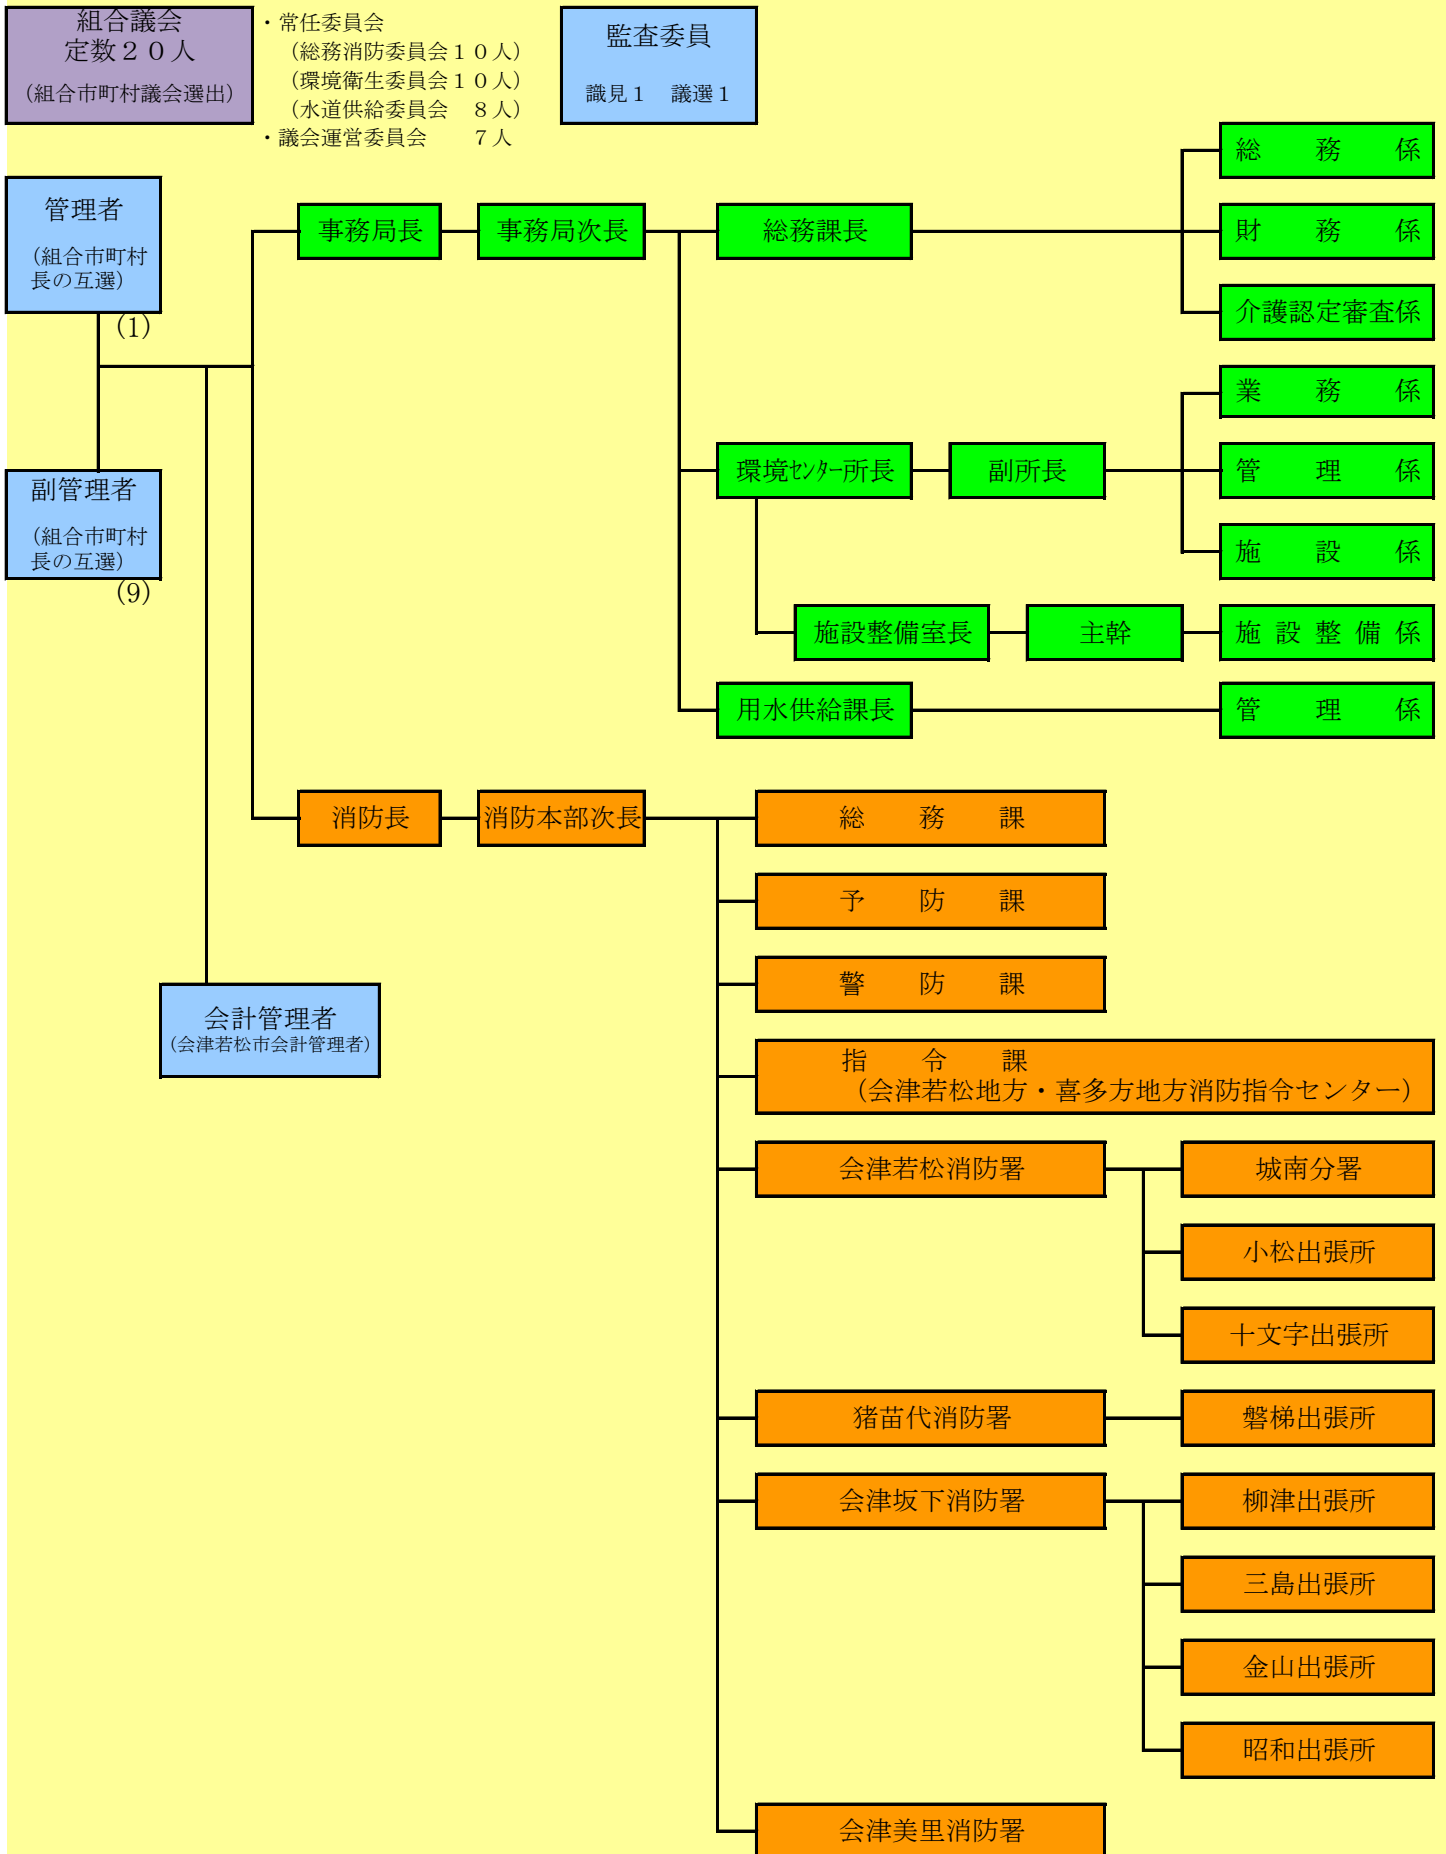 組合議会
定数２０人
(組合市町村議会選出)
・常任委員会
（総務消防委員会１０人）
（環境衛生委員会１０人）
（水道供給委員会　８人）
・議会運営委員会　　７人
監査委員
識見１　議選１
管理者
（組合市町村
長の互選）
(1)
副管理者
（組合市町村
長の互選）
(9)
会計管理者
（会津若松市会計管理者）
事務局長
事務局次長
総務課長
総　務　係
財　務　係
介護認定審査係
環境ｾﾝﾀｰ所長
副所長
業　務　係
管　理　係
施　設　係
施設整備室長
主幹
施 設 整 備 係
用水供給課長
管　理　係
消防長
消防本部次長
総　務　課
予　防　課
警　防　課
指　令　課
（会津若松地方・喜多方地方消防指令センター）
会津若松消防署
城南分署
小松出張所
十文字出張所
猪苗代消防署
磐梯出張所
会津坂下消防署
柳津出張所
三島出張所
金山出張所
昭和出張所
会津美里消防署